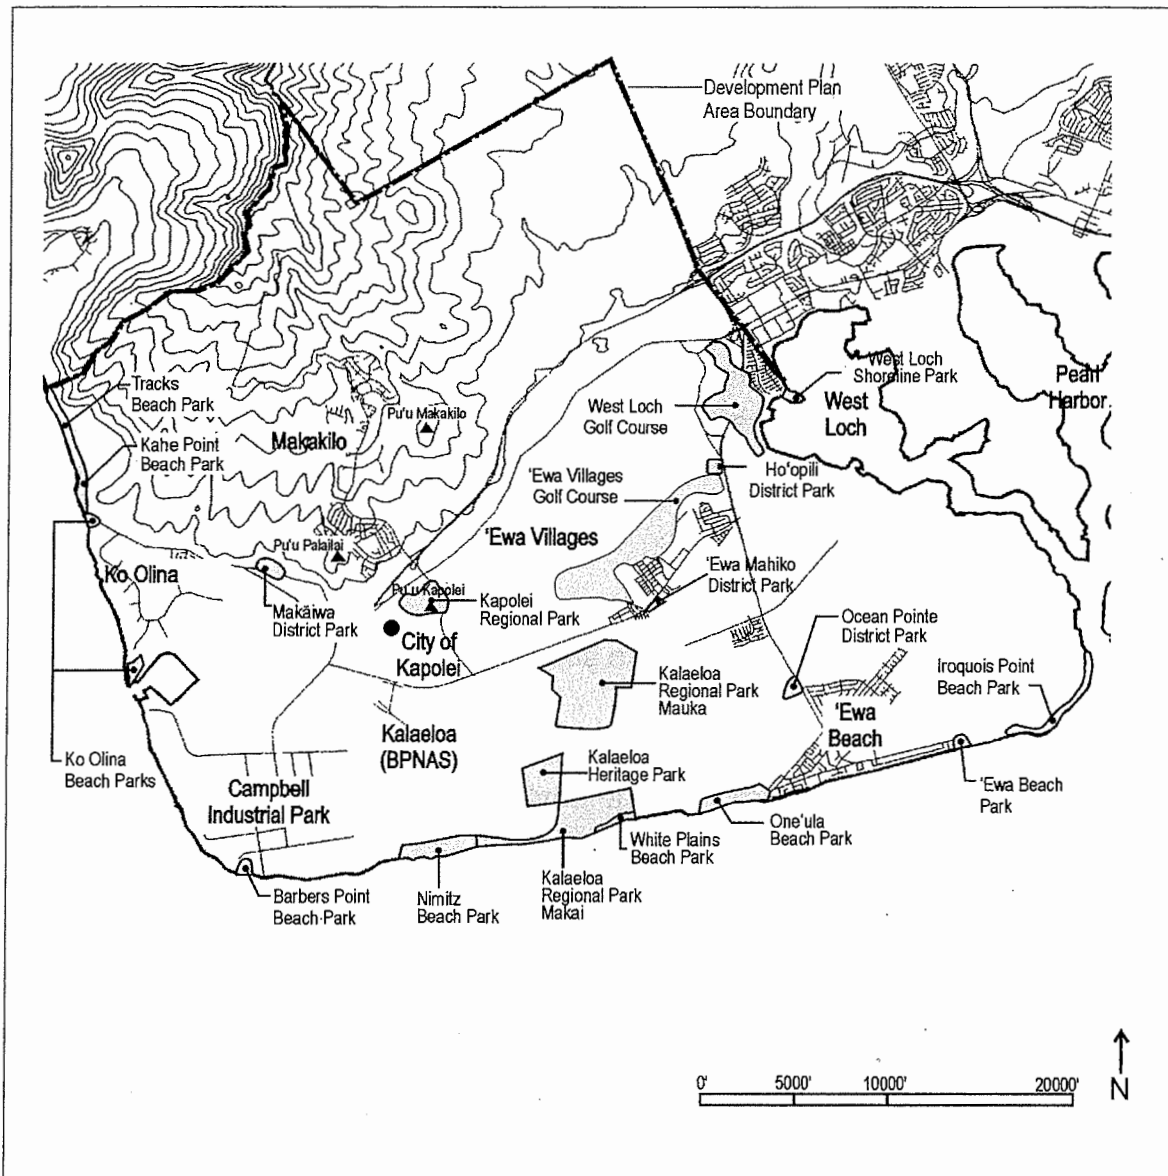 Development Plan
Area Boundary
West Loch
Shoreline Park
Pearl
Harbor
West
Loch
Tracks
Beach Park
Pu'u Makakilo
West Loch
Golf Course
Kahe Point
Beach Park
Makakilo
Ho'opili
District Park
'Ewa Villages
Golf Course
'Ewa Villages
Pu'u Palailai
Ko Olina
'Ewa Mahiko
District Park
Pu'u Kapolei
Kapolei
Regional Park
Makāiwa
District Park
City of
Kapolei
Ocean Pointe
District Park
Iroquois Point
Beach Park
Kalaeloa
Regional Park
Mauka
'Ewa
Beach
Kalaeloa
(BPNAS)
Ko Olina
Beach Parks
Kalaeloa
Heritage Park
Campbell
Industrial Park
'Ewa Beach
Park
One'ula
Beach Park
White Plains
Beach Park
Kalaeloa
Regional Park
Makai
Nimitz
Beach Park
Barbers Point
Beach Park
0' 5000' 10000' 20000'
N